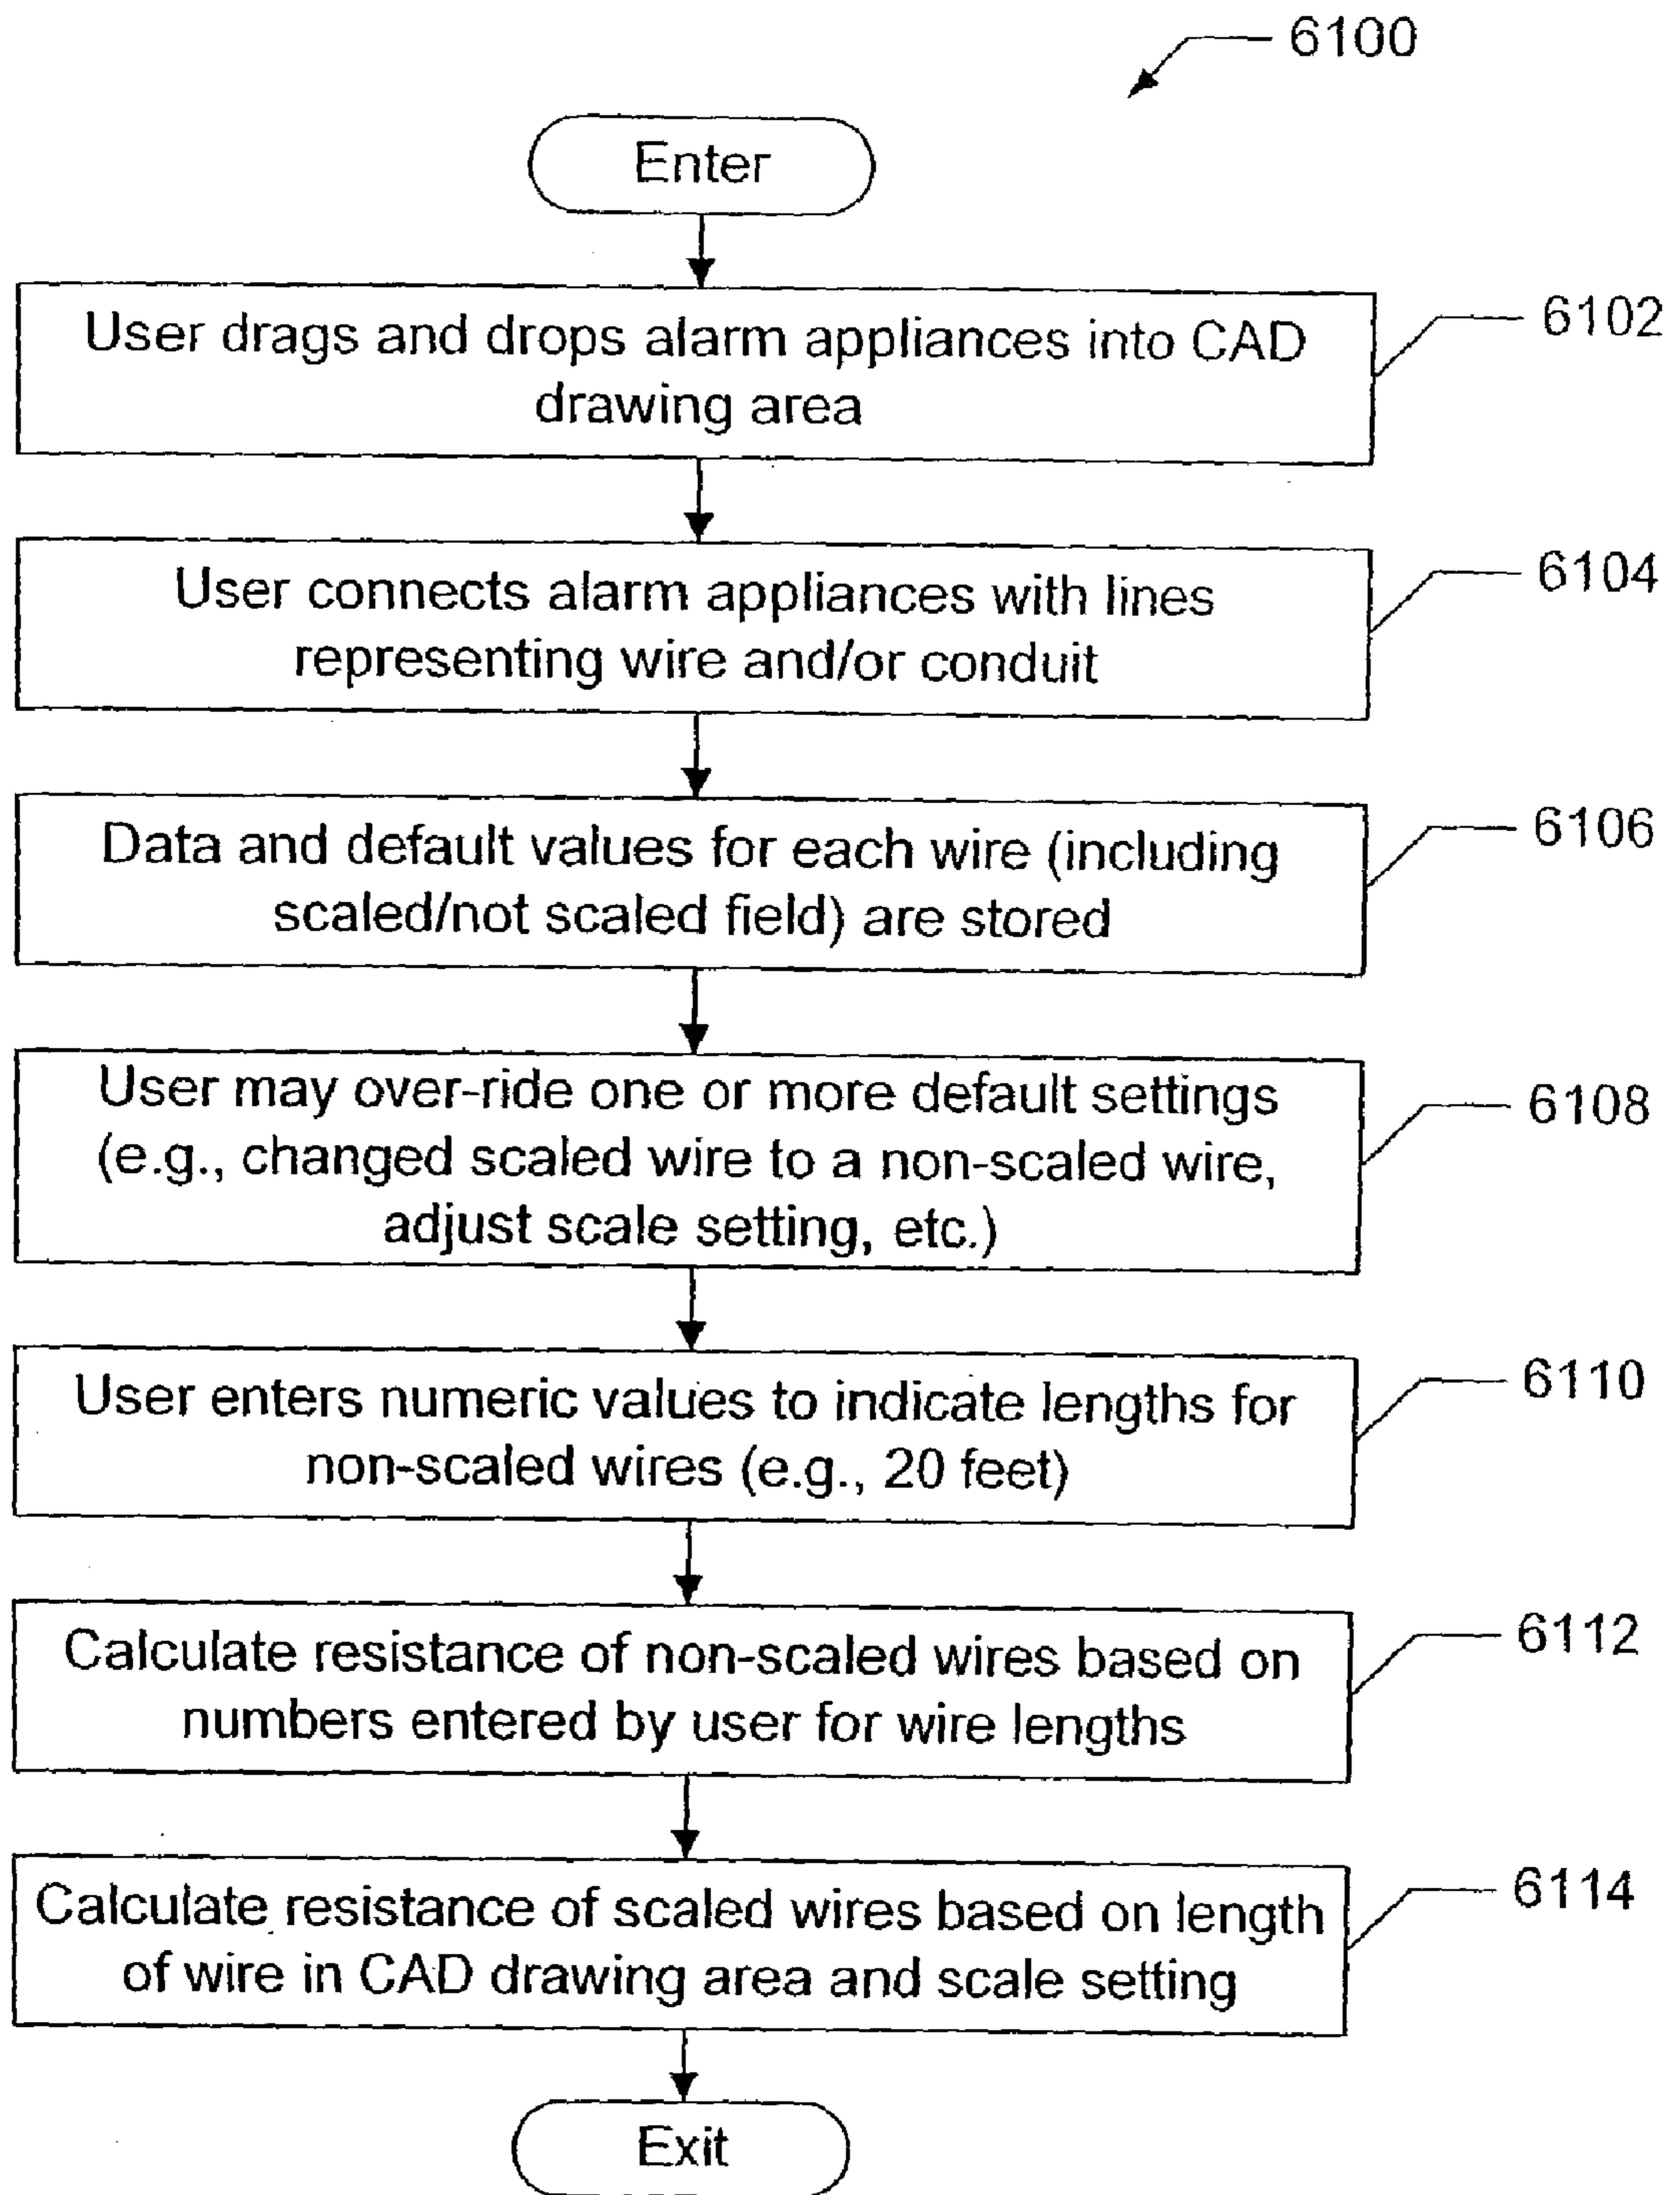 6100
Enter
User drags and drops alarm appliances into CAD
drawing area
6102
User connects alarm appliances with lines
representing wire and/or conduit
6104
Data and default values for each wire (including
scaled/not scaled field) are stored
6106
User may over-ride one or more default settings
(e.g., changed scaled wire to a non-scaled wire,
adjust scale setting, etc.)
6108
User enters numeric values to indicate lengths for
non-scaled wires (e.g., 20 feet)
6110
Calculate resistance of non-scaled wires based on
numbers entered by user for wire lengths
6112
Calculate resistance of scaled wires based on length
of wire in CAD drawing area and scale setting
6114
Exit